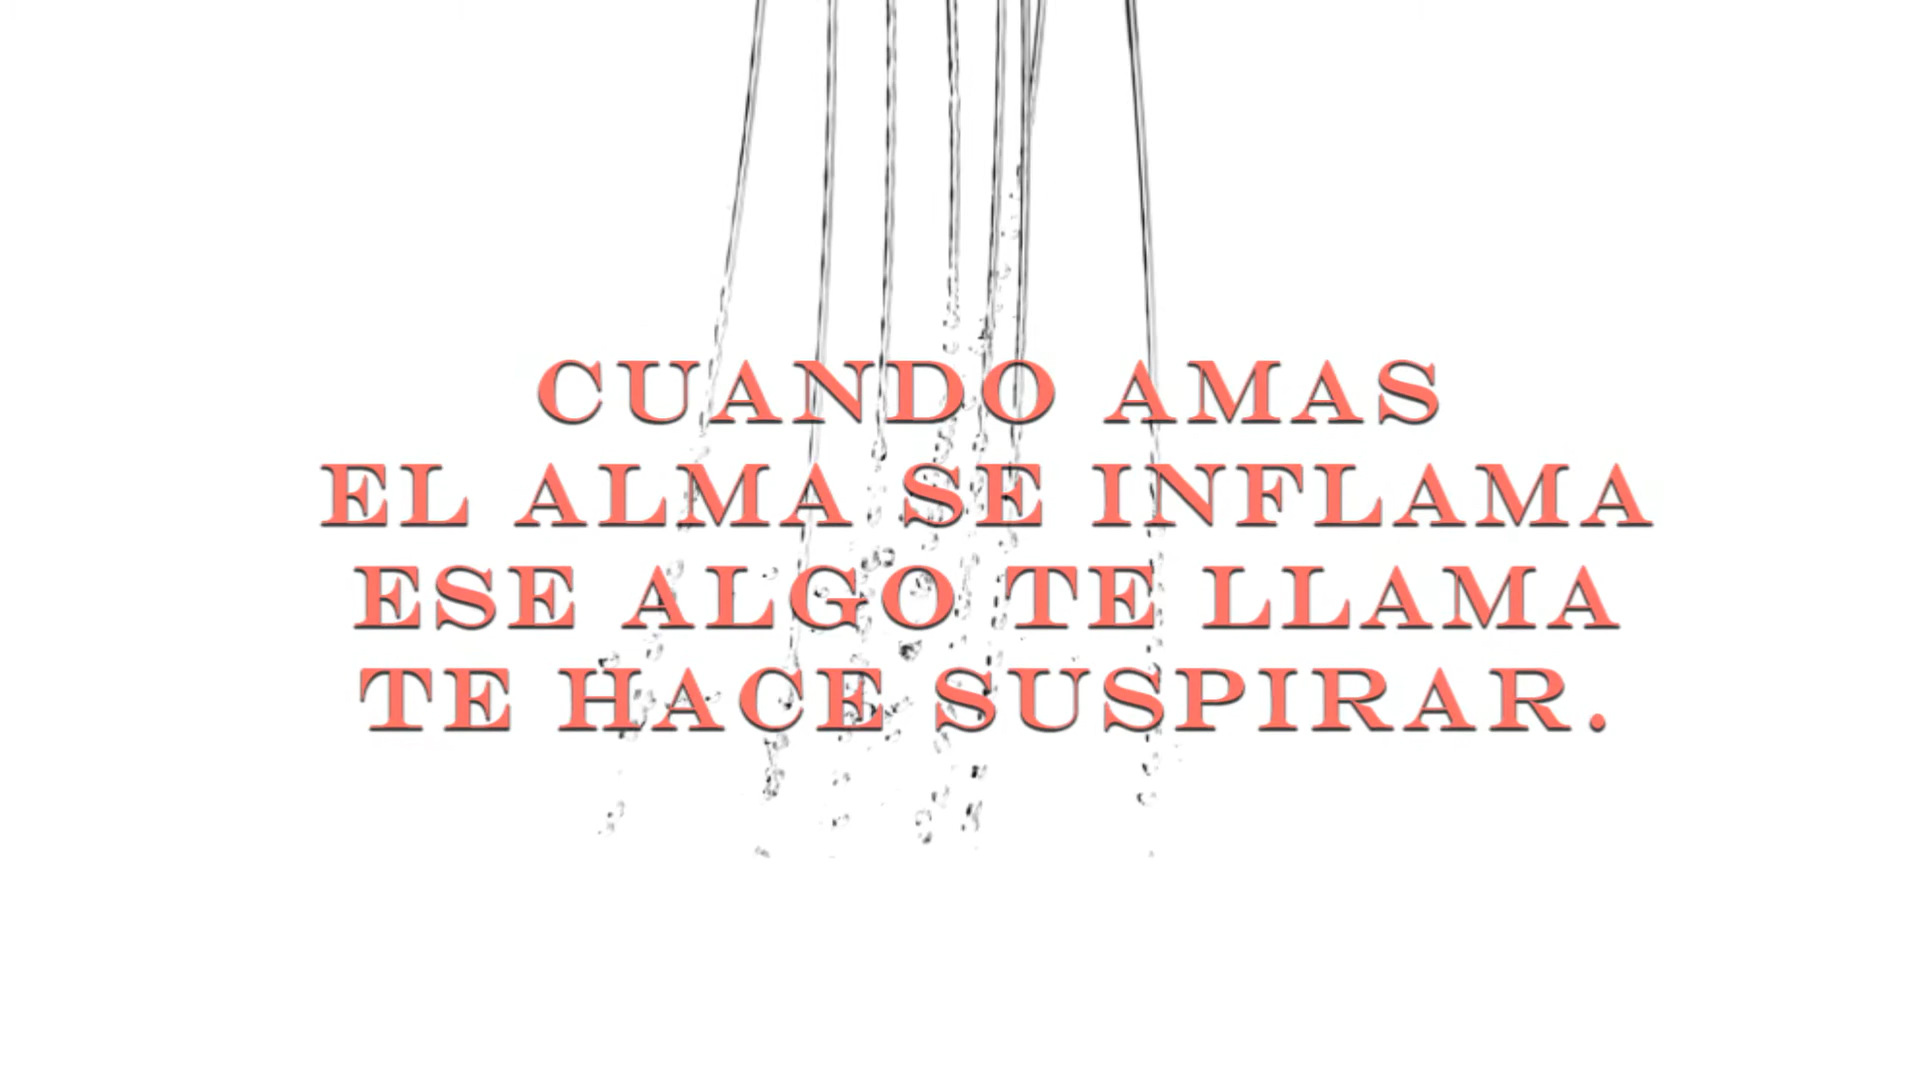 CUANDO AMAS
EL ALMA SE INFLAMA
ESE ALGO TE LLAMA
TE HACE SUSPIRAR.